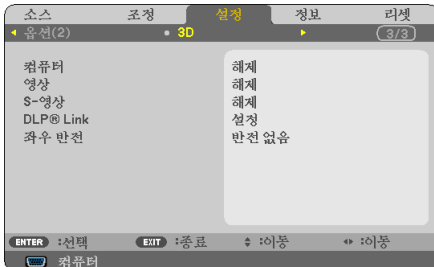 소스 조정 설정 정보 리셋
옵션(2) 3D (3/3)
컴퓨터 해제
영상 해제
S-영상 해제
DLP® Link 설정
좌우 반전 반전 없음
ENTER :선택 EXIT :종료 :이동 :이동
컴퓨터